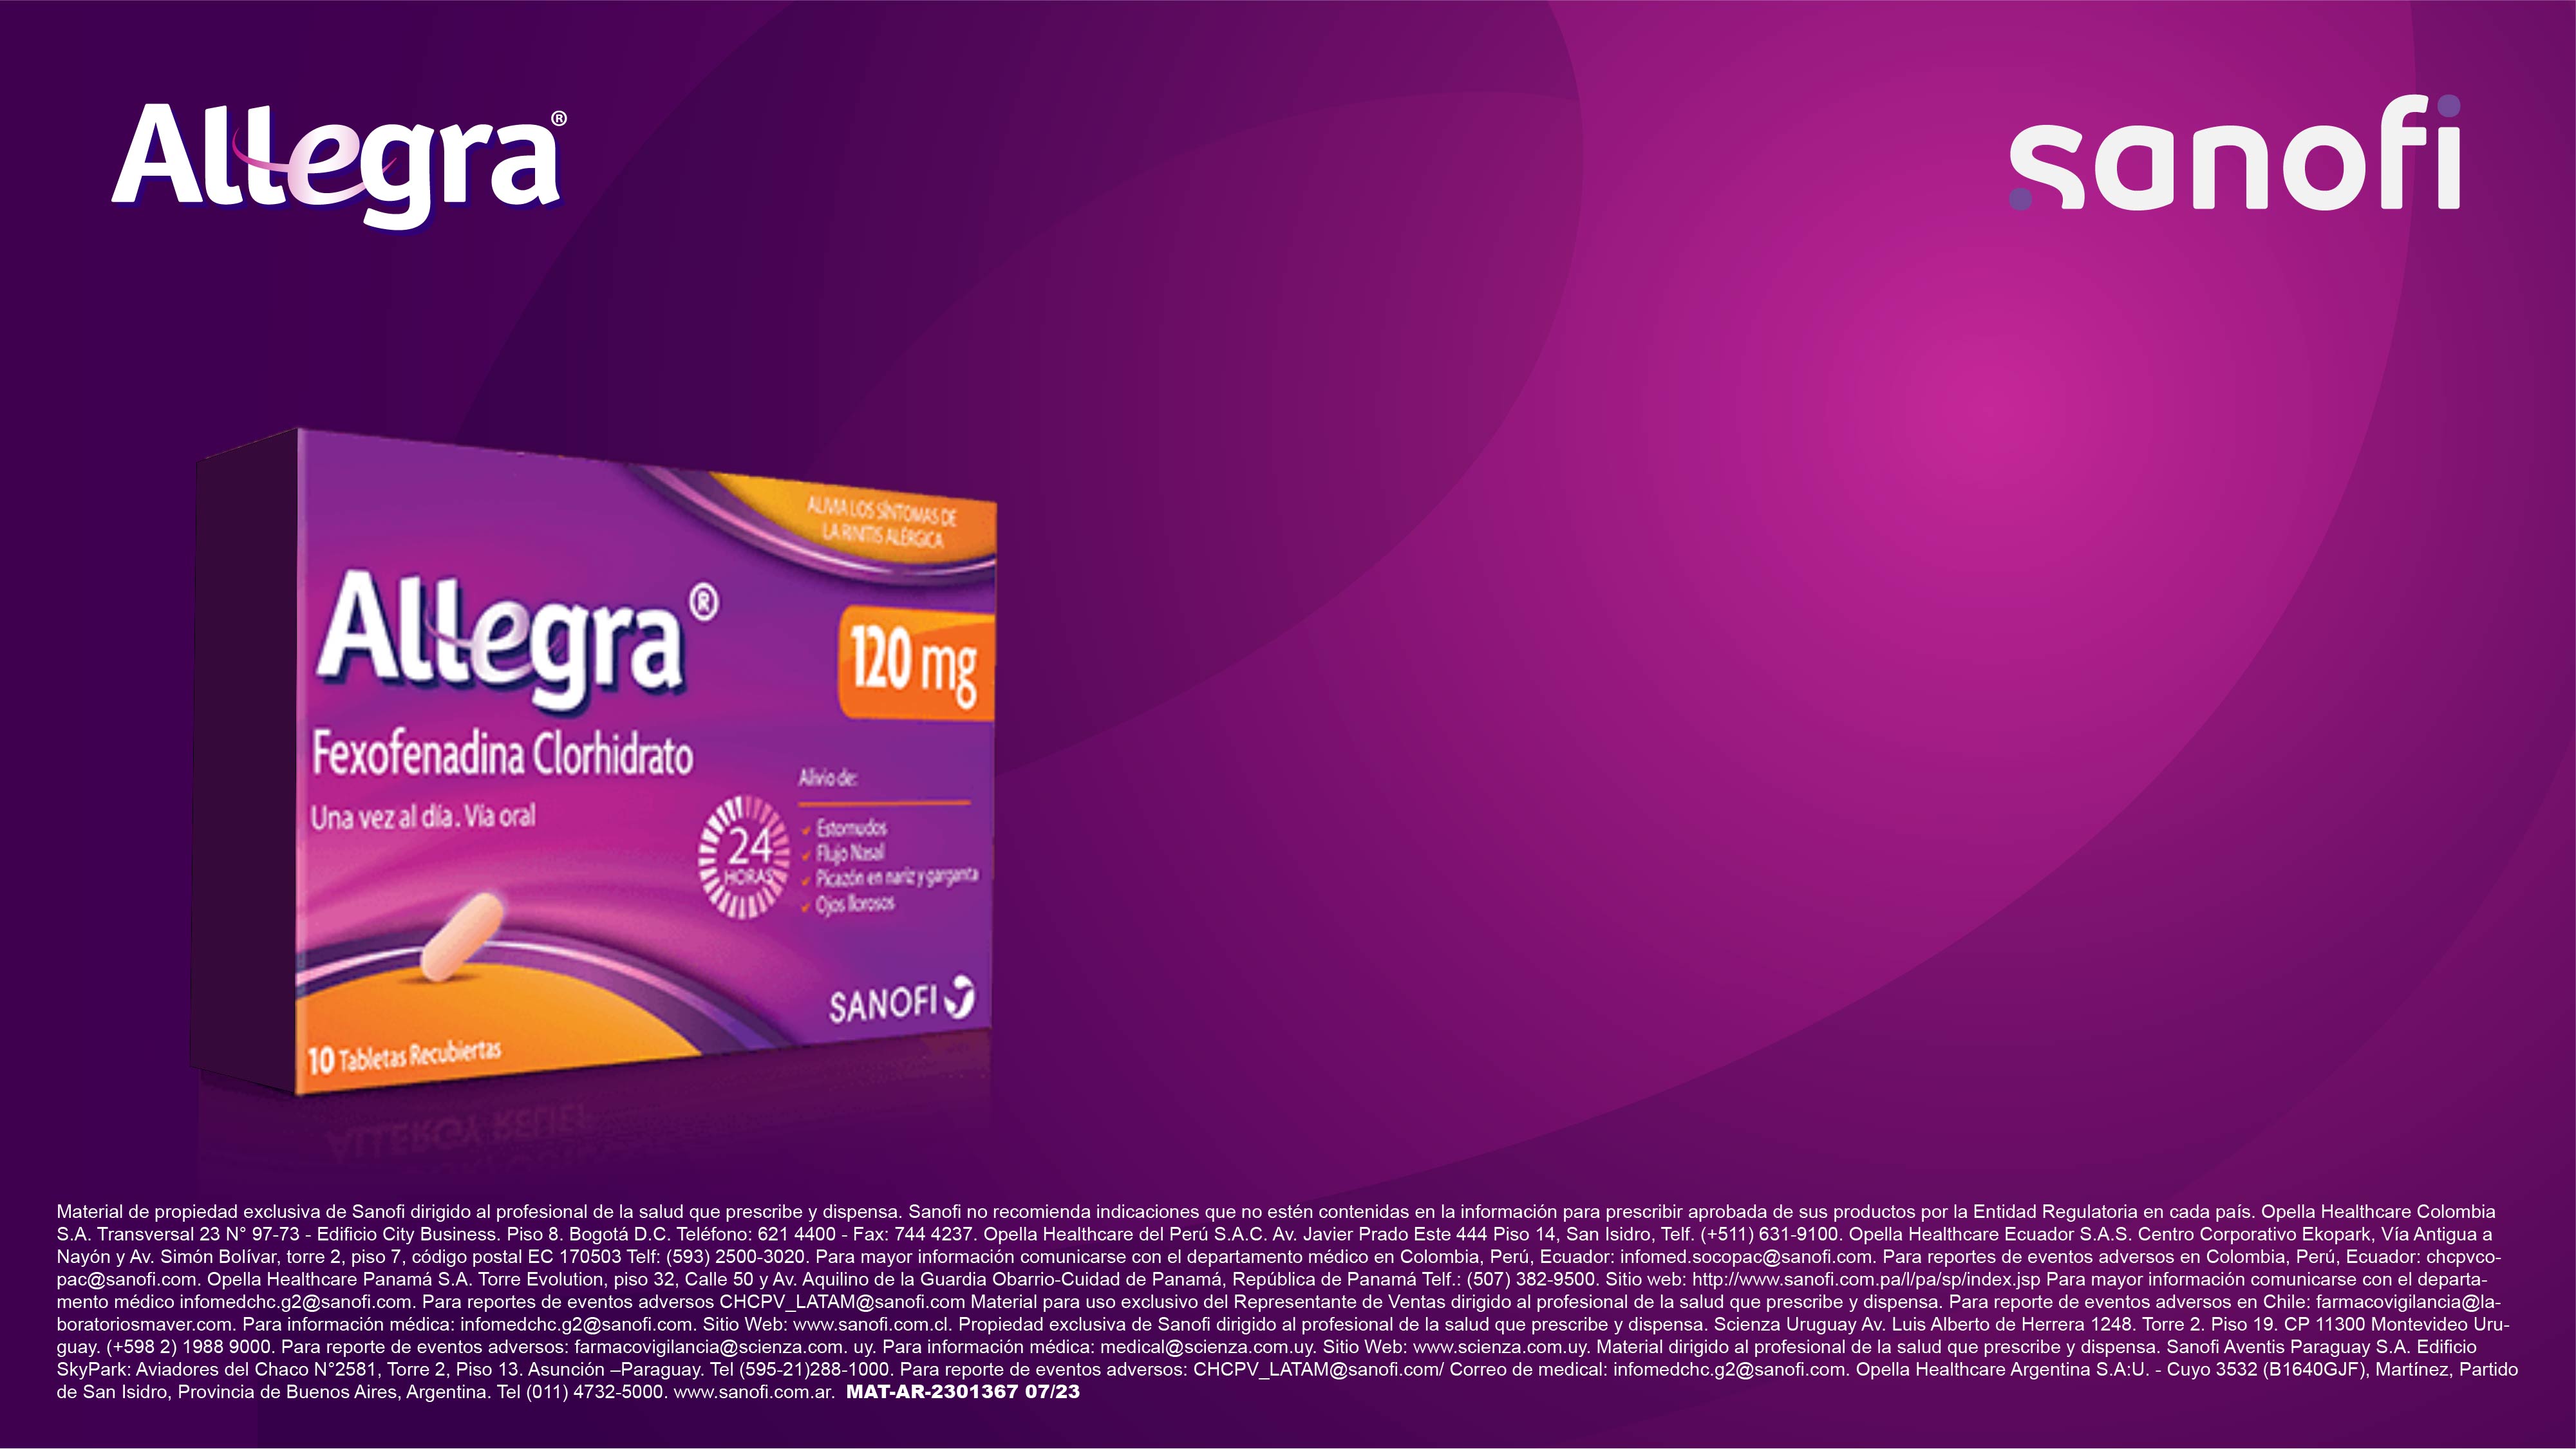 Allegra®
sanofi
ALIVIA LOS SÍNTOMAS DE
LA RINITIS ALÉRGICA
Allegra®
120 mg
Fexofenadina Clorhidrato
Una vez al día. Vía oral
Alivio de:
24
HORAS
Estornudos
Flujo Nasal
Picazón en nariz y garganta
Ojos llorosos
SANOFI
10 Tabletas Recubiertas
ALLERGY RELIEF
Material de propiedad exclusiva de Sanofi dirigido al profesional de la salud que prescribe y dispensa. Sanofi no recomienda indicaciones que no estén contenidas en la información para prescribir aprobada de sus productos por la Entidad Regulatoria en cada país. Opella Healthcare Colombia
S.A. Transversal 23 N° 97-73 - Edificio City Business. Piso 8. Bogotá D.C. Teléfono: 621 4400 - Fax: 744 4237. Opella Healthcare del Perú S.A.C. Av. Javier Prado Este 444 Piso 14, San Isidro, Telf. (+511) 631-9100. Opella Healthcare Ecuador S.A.S. Centro Corporativo Ekopark, Vía Antigua a
Nayón y Av. Simón Bolívar, torre 2, piso 7, código postal EC 170503 Telf: (593) 2500-3020. Para mayor información comunicarse con el departamento médico en Colombia, Perú, Ecuador: infomed.socopac@sanofi.com. Para reportes de eventos adversos en Colombia, Perú, Ecuador: chcpvco-
pac@sanofi.com. Opella Healthcare Panamá S.A. Torre Evolution, piso 32, Calle 50 y Av. Aquilino de la Guardia Obarrio-Cuidad de Panamá, República de Panamá Telf.: (507) 382-9500. Sitio web: http://www.sanofi.com.pa/l/pa/sp/index.jsp Para mayor información comunicarse con el departa-
mento médico infomedchc.g2@sanofi.com. Para reportes de eventos adversos CHCPV_LATAM@sanofi.com Material para uso exclusivo del Representante de Ventas dirigido al profesional de la salud que prescribe y dispensa. Para reporte de eventos adversos en Chile: farmacovigilancia@la-
boratoriosmaver.com. Para información médica: infomedchc.g2@sanofi.com. Sitio Web: www.sanofi.com.cl. Propiedad exclusiva de Sanofi dirigido al profesional de la salud que prescribe y dispensa. Scienza Uruguay Av. Luis Alberto de Herrera 1248. Torre 2. Piso 19. CP 11300 Montevideo Uru-
guay. (+598 2) 1988 9000. Para reporte de eventos adversos: farmacovigilancia@scienza.com. uy. Para información médica: medical@scienza.com.uy. Sitio Web: www.scienza.com.uy. Material dirigido al profesional de la salud que prescribe y dispensa. Sanofi Aventis Paraguay S.A. Edificio
SkyPark: Aviadores del Chaco N°2581, Torre 2, Piso 13. Asunción –Paraguay. Tel (595-21)288-1000. Para reporte de eventos adversos: CHCPV_LATAM@sanofi.com/ Correo de medical: infomedchc.g2@sanofi.com. Opella Healthcare Argentina S.A:U. - Cuyo 3532 (B1640GJF), Martínez, Partido
de San Isidro, Provincia de Buenos Aires, Argentina. Tel (011) 4732-5000. www.sanofi.com.ar. MAT-AR-2301367 07/23